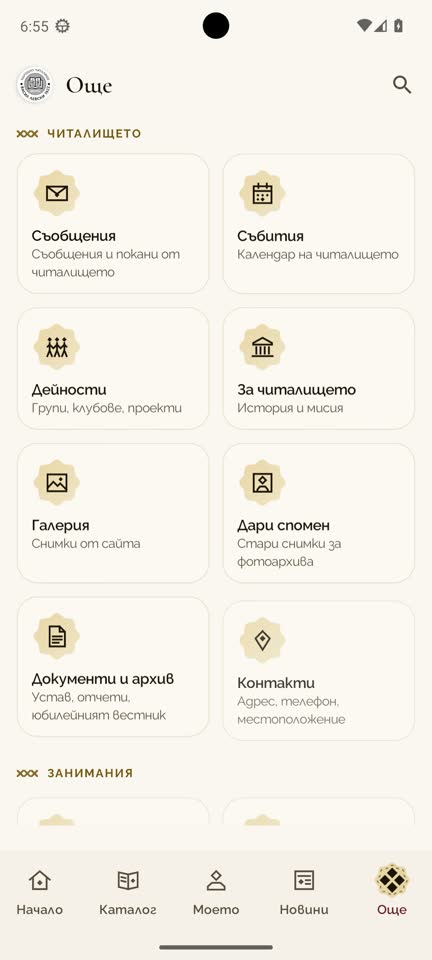 6:55
Още
ЧИТАЛИЩЕТО
Съобщения
Съобщения и покани от
читалището
Събития
Календар на читалището
Дейности
Групи, клубове, проекти
За читалището
История и мисия
Галерия
Снимки от сайта
Дари спомен
Стари снимки за
фотоархива
Документи и архив
Устав, отчети,
юбилейният вестник
Контакти
Адрес, телефон,
местоположение
ЗАНИМАНИЯ
Начало
Каталог
Моето
Новини
Още